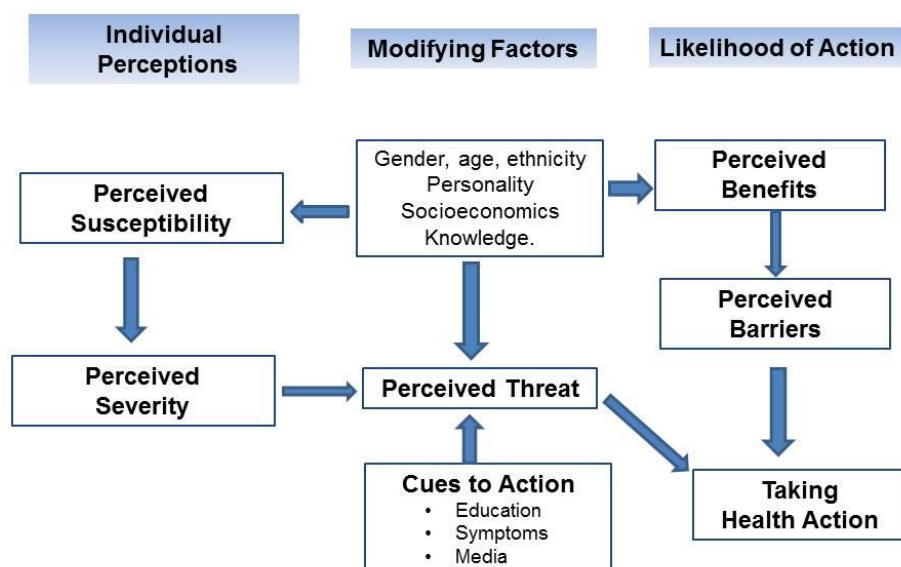 Individual
Perceptions
Modifying Factors
Likelihood of Action
Gender, age, ethnicity
Personality
Socioeconomics
Knowledge.
Perceived
Benefits
Perceived
Susceptibility
Perceived
Barriers
Perceived
Severity
Perceived Threat
Cues to Action
• Education
• Symptoms
• Media
Taking
Health Action